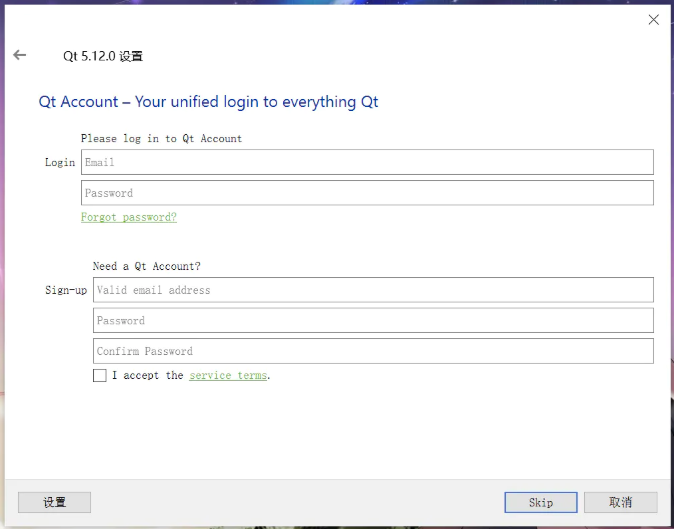 Qt 5.12.0 设置
Qt Account – Your unified login to everything Qt
Please log in to Qt Account
Login Email
Password
Forgot password?
Need a Qt Account?
Sign-up Valid email address
Password
Confirm Password
I accept the service terms.
设置 Skip 取消